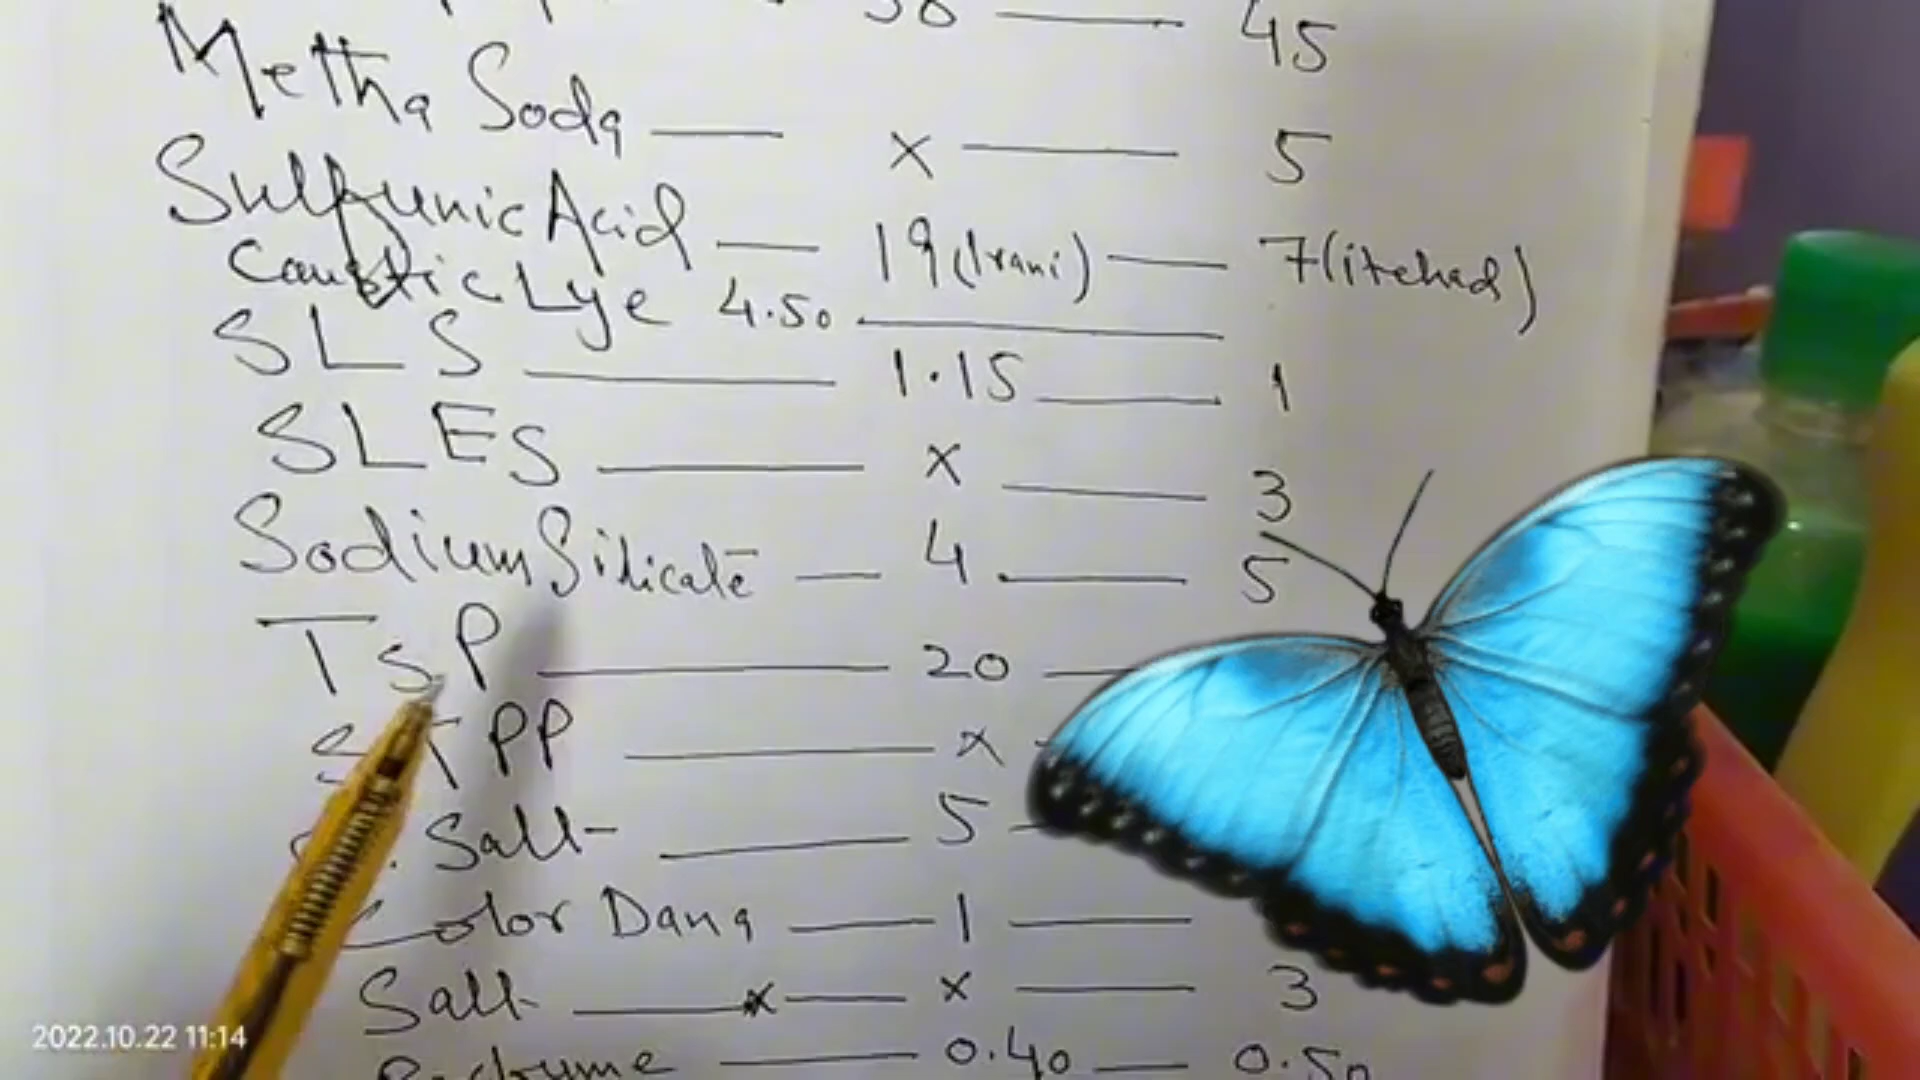 45
Metha Soda — x — 5
Sulfunic Acid — 19 (Irani) — 7 (itehad)
Caustic Lye 4.50 —
SLS — 1.15 — 1
SLES — x — 3
Sodium Silicate — 4 — 5
TSP — 20 —
STPP — x
Salt — 5
Color Dana — 1 —
Salt — x — x — 3
Perfume — 0.40 — 0.50
2022.10.22 11:14